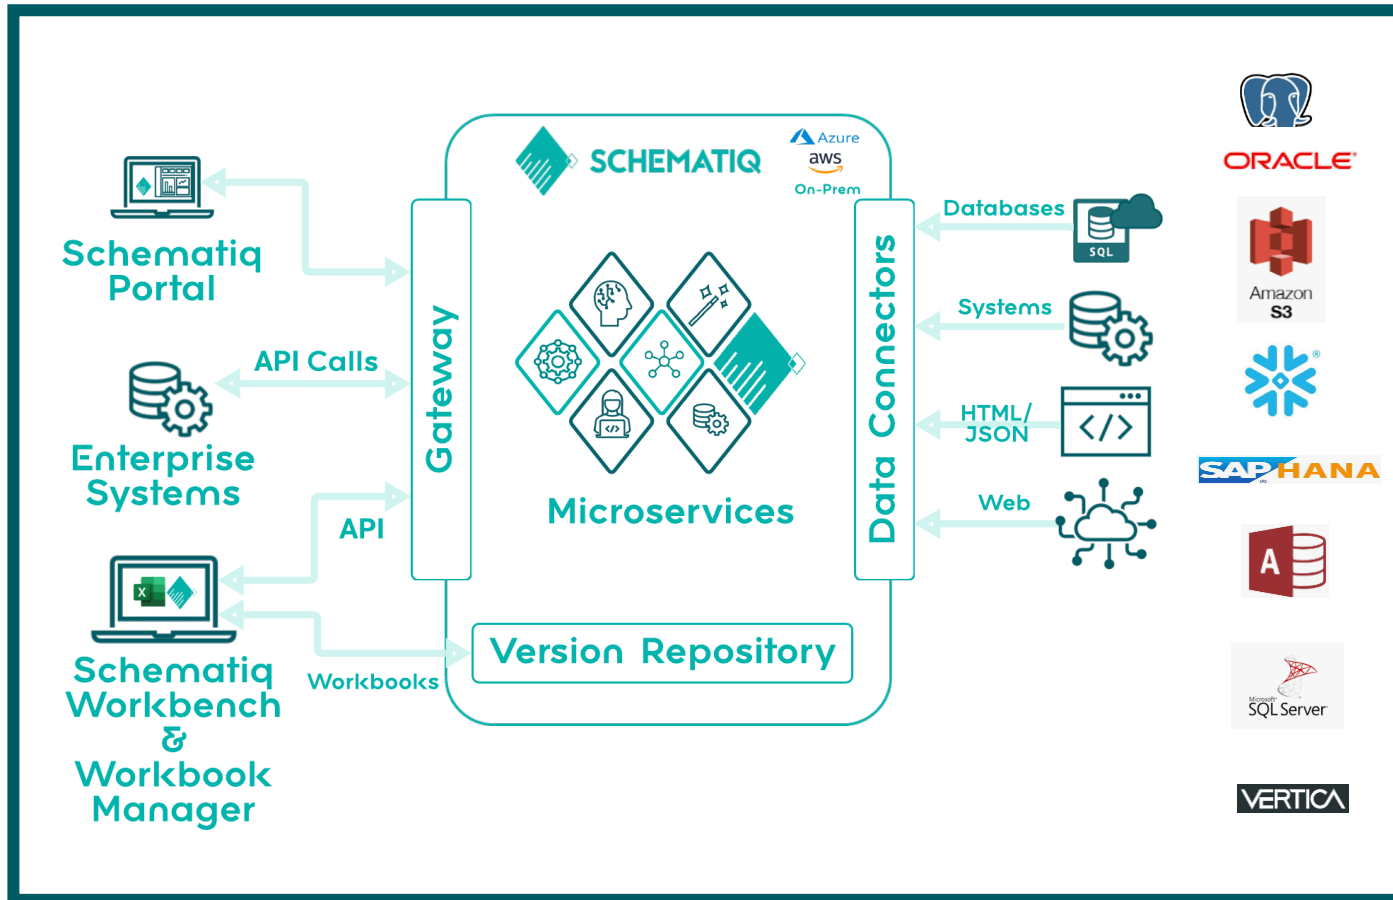 SCHEMATIQ
Azure
aws
On-Prem
Schematiq
Portal
API Calls
Enterprise
Systems
API
Schematiq
Workbench
&
Workbook
Manager
Workbooks
Gateway
Microservices
Version Repository
Data Connectors
Databases
SQL
Systems
HTML/
JSON
</>
Web
X
</>
ORACLE®
Amazon
S3
®
SAP HANA
A
Microsoft®
SQL Server
VERTICA